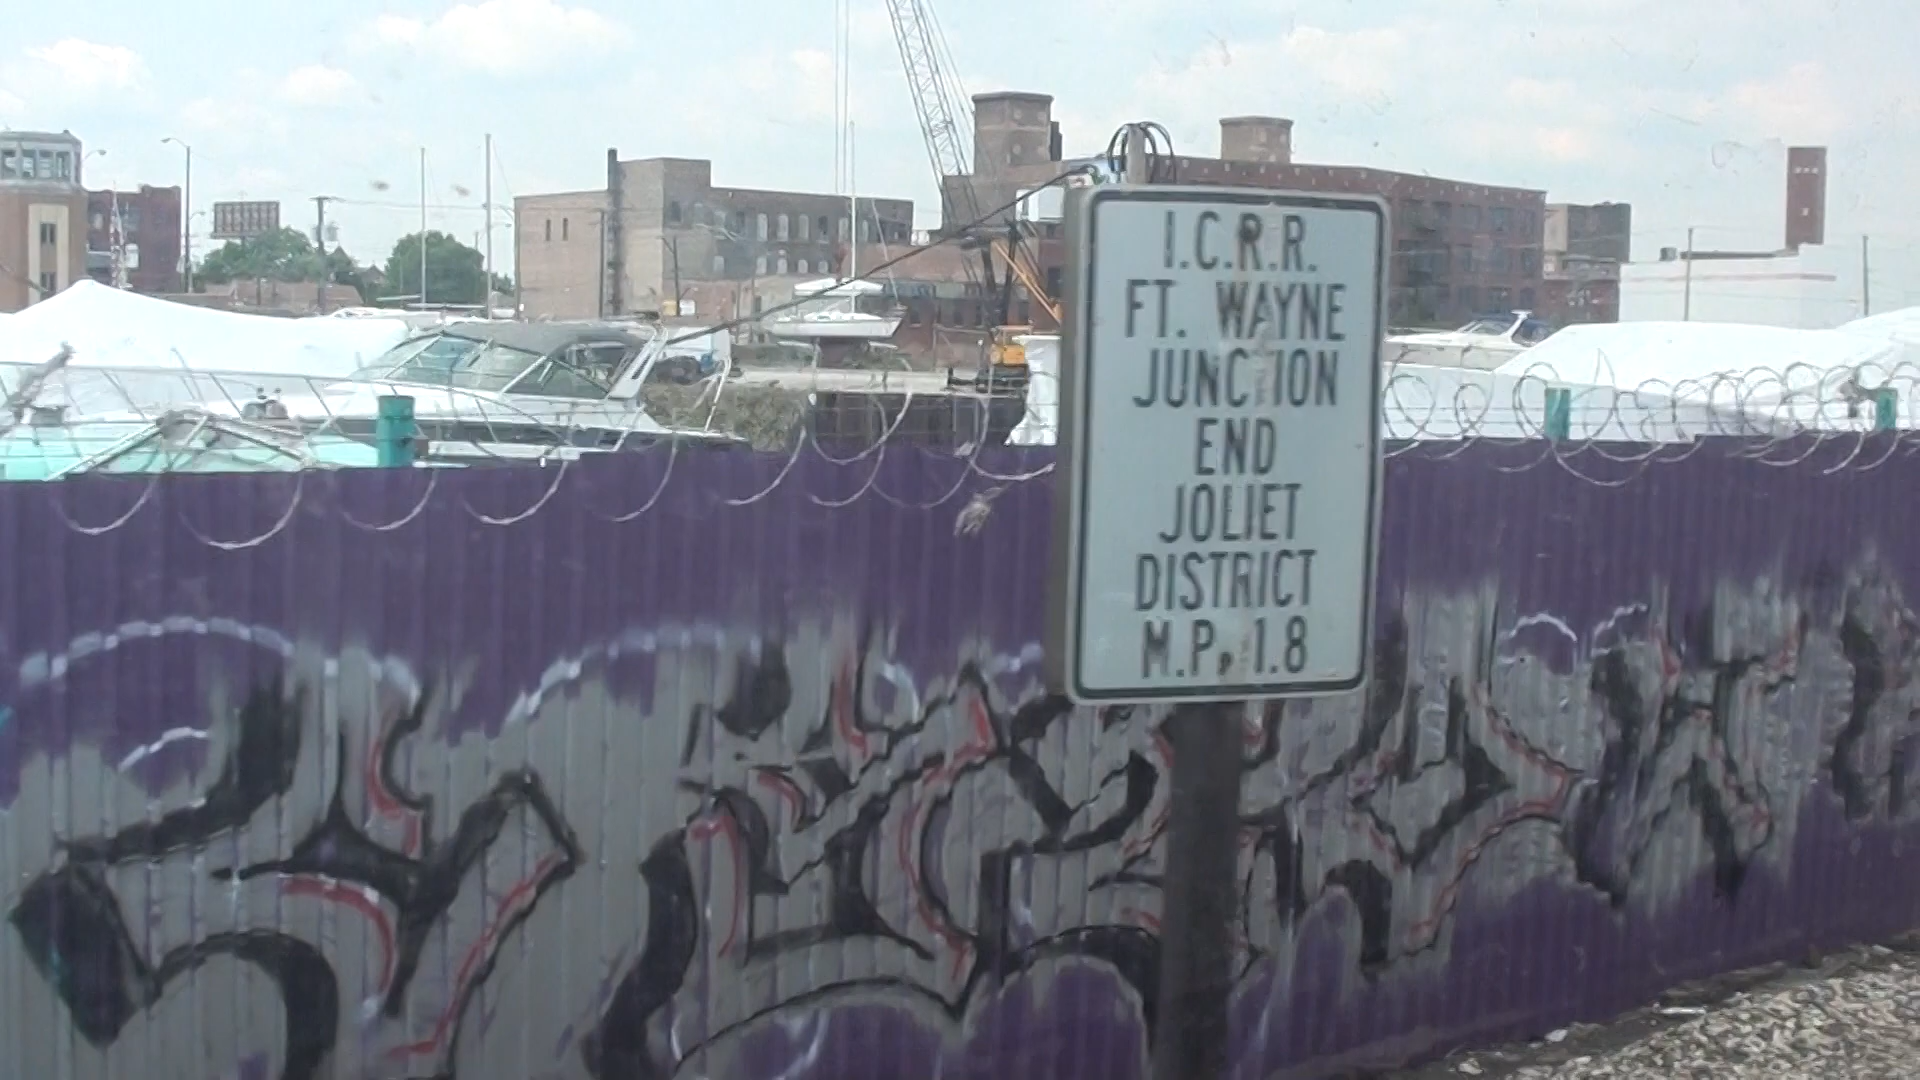 I.C.R.R.
FT. WAYNE
JUNCTION
END
JOLIET
DISTRICT
M.P. 1.8